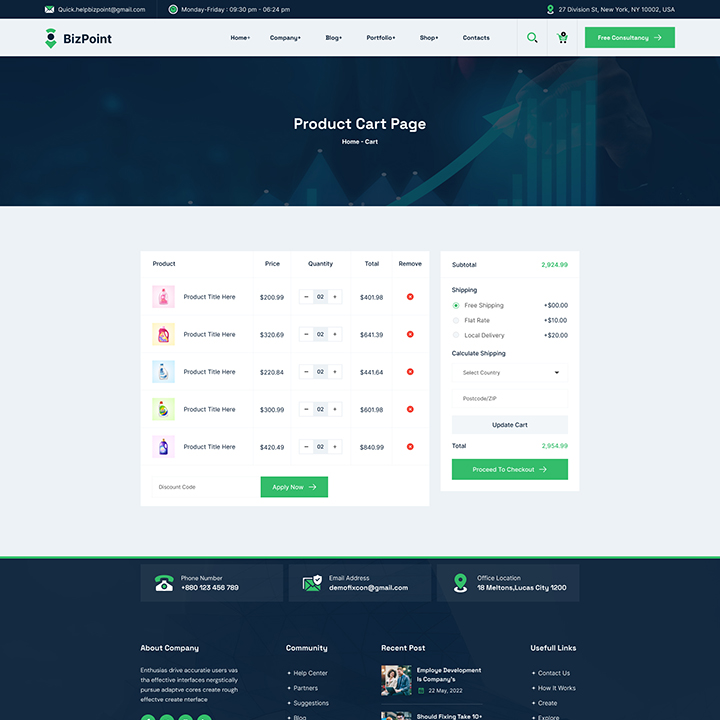 Quick.helpbizpoint@gmail.com
Monday-Friday : 09:30 pm - 06:24 pm
27 Division St, New York, NY 10002, USA
BizPoint
Home+
Company+
Blog+
Portfolio+
Shop+
Contacts
0
Free Consultancy
Product Cart Page
Home - Cart
Product Price Quantity Total Remove
Product Title Here $200.99 − 02 + $401.98
Product Title Here $320.69 − 02 + $641.39
Product Title Here $220.84 − 02 + $441.64
Product Title Here $300.99 − 02 + $601.98
Product Title Here $420.49 − 02 + $840.99
Discount Code
Apply Now
Subtotal 2,924.99
Shipping
Free Shipping +$00.00
Flat Rate +$10.00
Local Delivery +$20.00
Calculate Shipping
Select Country
Postcode/ZIP
Update Cart
Total 2,954.99
Proceed To Checkout
Phone Number
+880 123 456 789
Email Address
demofixcon@gmail.com
Office Location
18 Meltons,Lucas City 1200
About Company
Enthusias drive accuratie users vas
tha effective interfaces nergstically
pursue adaptive cores create rough
effectve create nterface
Community
Help Center
Partners
Suggestions
Blog
Recent Post
Employe Development
Is Company's
22 May, 2022
Should Fixing Take 10+
Usefull Links
Contact Us
How It Works
Create
Explore